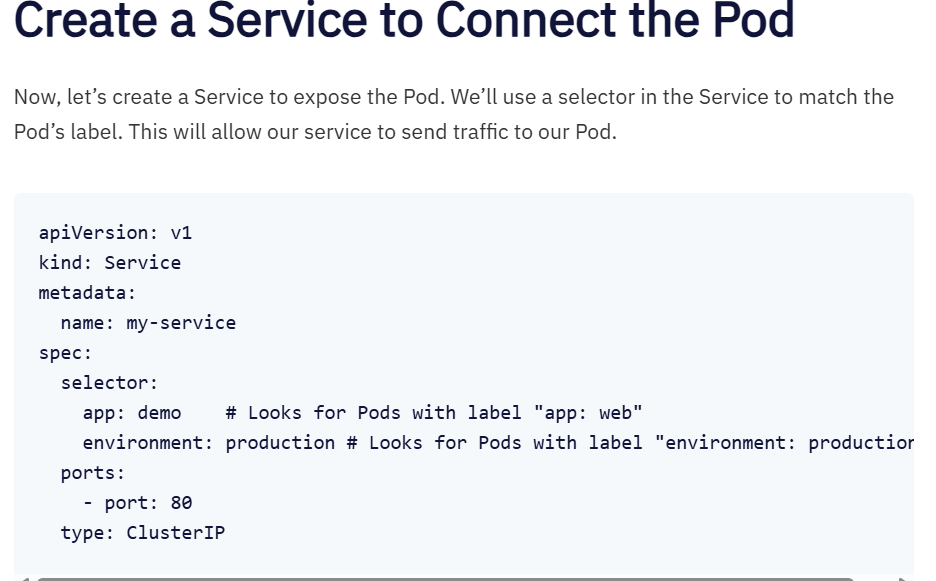 Create a Service to Connect the Pod
Now, let’s create a Service to expose the Pod. We’ll use a selector in the Service to match the
Pod’s label. This will allow our service to send traffic to our Pod.
apiVersion: v1
kind: Service
metadata:
  name: my-service
spec:
  selector:
    app: demo    # Looks for Pods with label "app: web"
    environment: production # Looks for Pods with label "environment: production
  ports:
    - port: 80
  type: ClusterIP